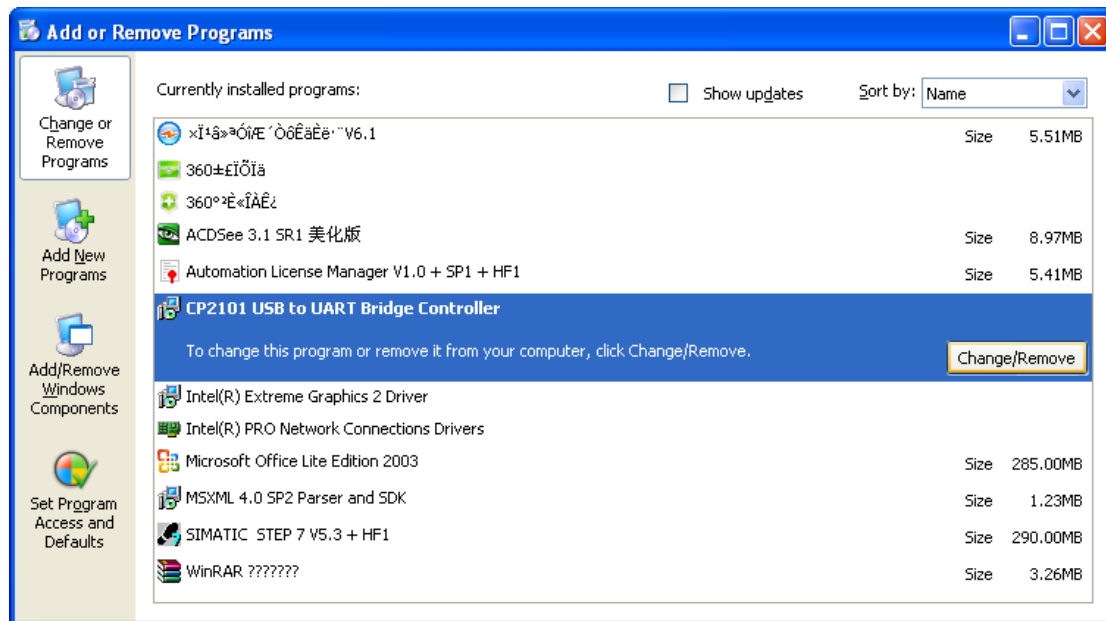 Add or Remove Programs
Change or
Remove
Programs
Add New
Programs
Add/Remove
Windows
Components
Set Program
Access and
Defaults
Currently installed programs:
Show updates
Sort by: Name
×Ï¹â»ªÓîÆ´ÒôÊäÈë·¨V6.1 Size 5.51MB
360±£ÏÕÏä
360°²È«ÎÀÊ¿
ACDSee 3.1 SR1 美化版 Size 8.97MB
Automation License Manager V1.0 + SP1 + HF1 Size 5.41MB
CP2101 USB to UART Bridge Controller
To change this program or remove it from your computer, click Change/Remove.
Change/Remove
Intel(R) Extreme Graphics 2 Driver
Intel(R) PRO Network Connections Drivers
Microsoft Office Lite Edition 2003 Size 285.00MB
MSXML 4.0 SP2 Parser and SDK Size 1.23MB
SIMATIC STEP 7 V5.3 + HF1 Size 290.00MB
WinRAR ??????? Size 3.26MB